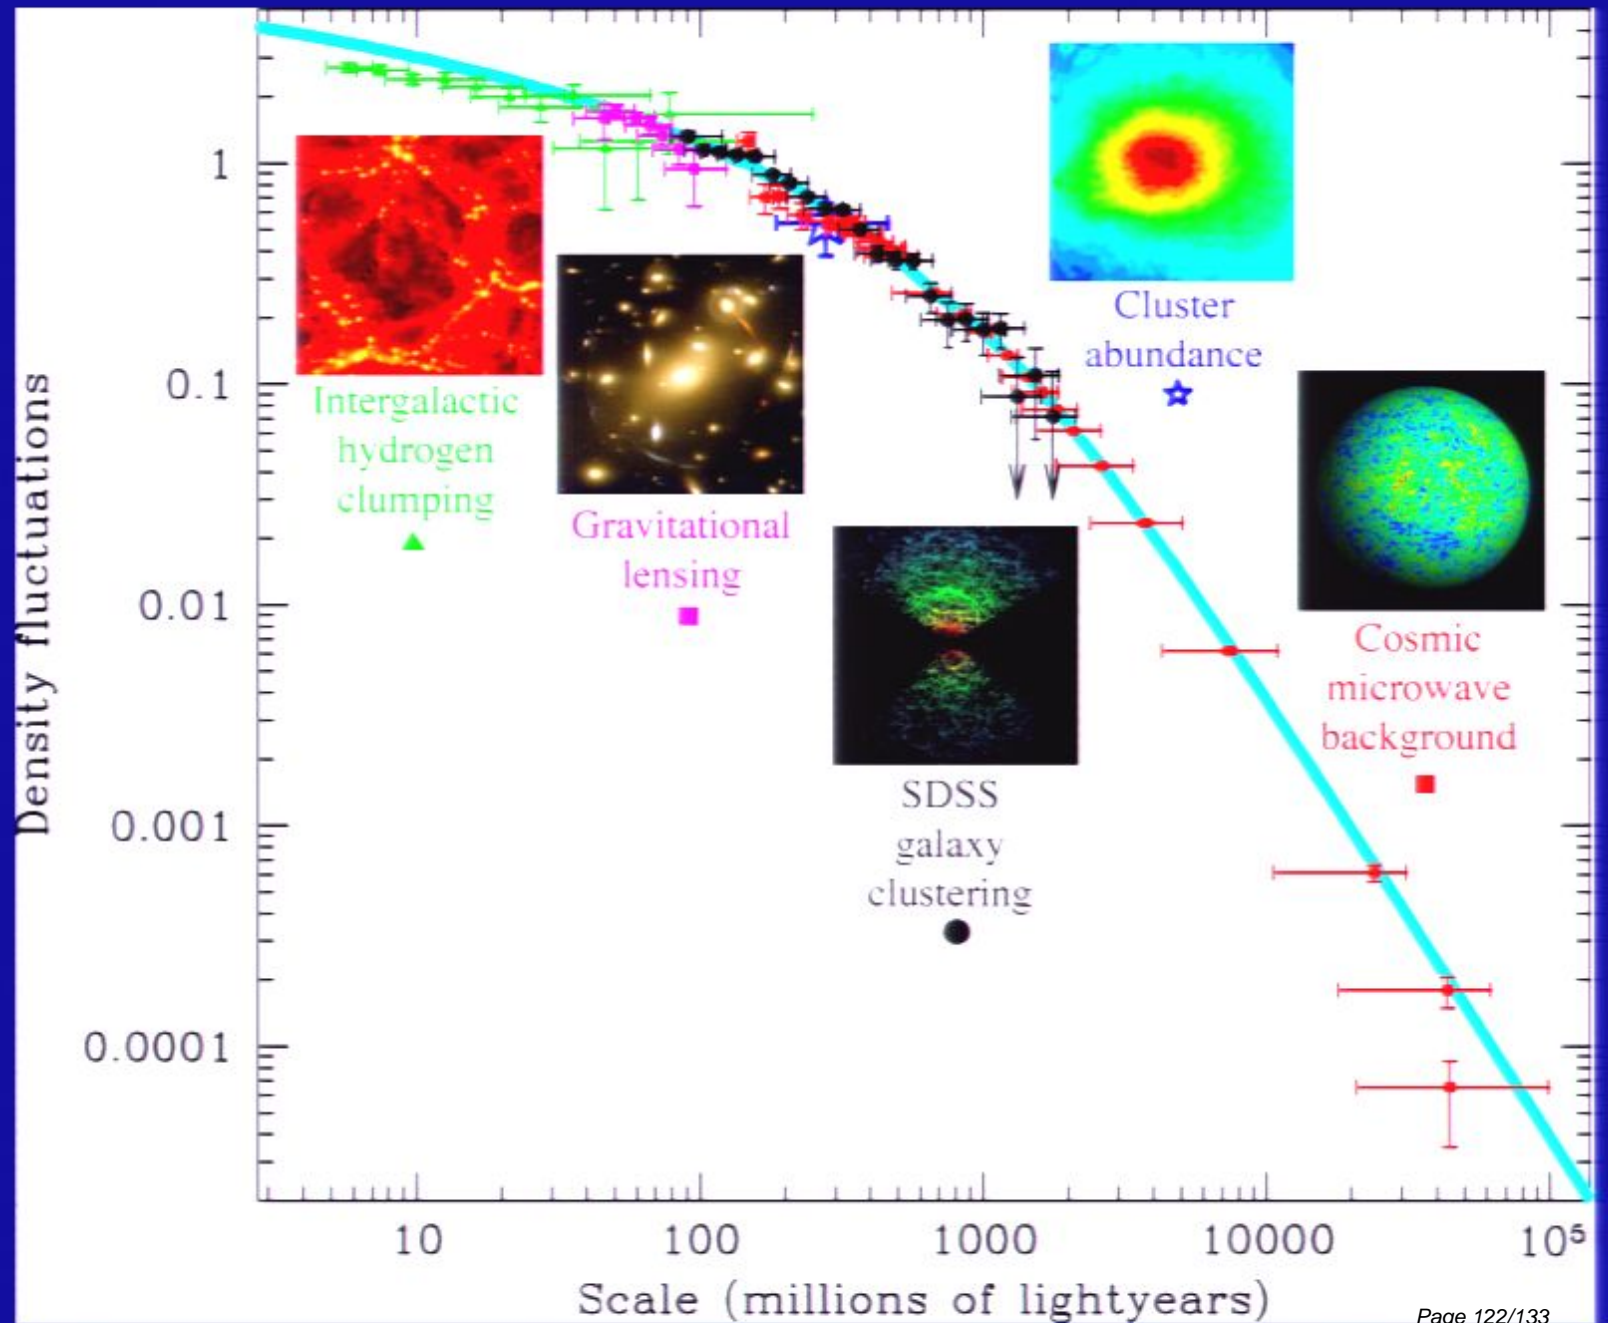 Density fluctuations
1
0.1
0.01
0.001
0.0001
Intergalactic
hydrogen
clumping
Gravitational
lensing
SDSS
galaxy
clustering
Cluster
abundance
Cosmic
microwave
background
10
100
1000
10000
10⁵
Scale (millions of lightyears)
Page 122/133